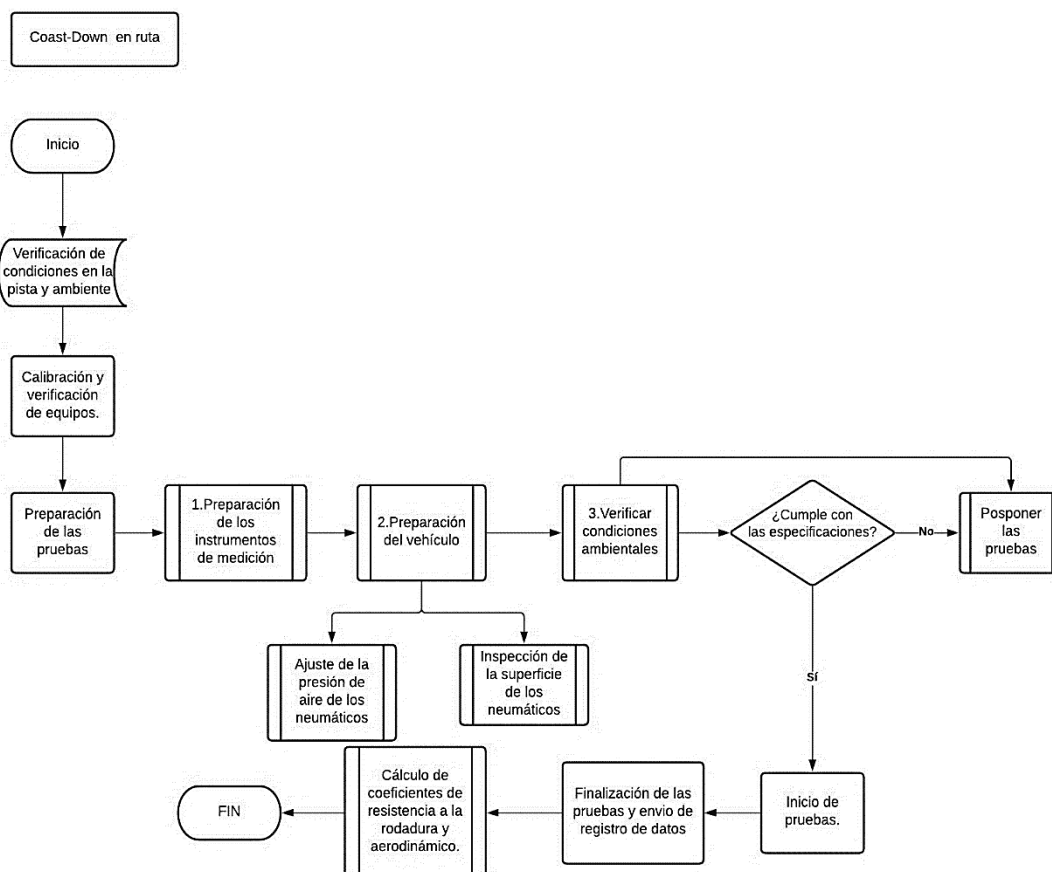 Coast-Down en ruta
Inicio
Verificación de
condiciones en la
pista y ambiente
Calibración y
verificación
de equipos.
Preparación
de las
pruebas
1.Preparación
de los
instrumentos
de medición
2.Preparación
del vehículo
3.Verificar
condiciones
ambientales
¿Cumple con
las especificaciones?
No
Posponer
las
pruebas
Ajuste de la
presión de
aire de los
neumáticos
Inspección de
la superficie
de los
neumáticos
Sí
Inicio de
pruebas.
Finalización de las
pruebas y envio de
registro de datos
Cálculo de
coeficientes de
resistencia a la
rodadura y
aerodinámico.
FIN